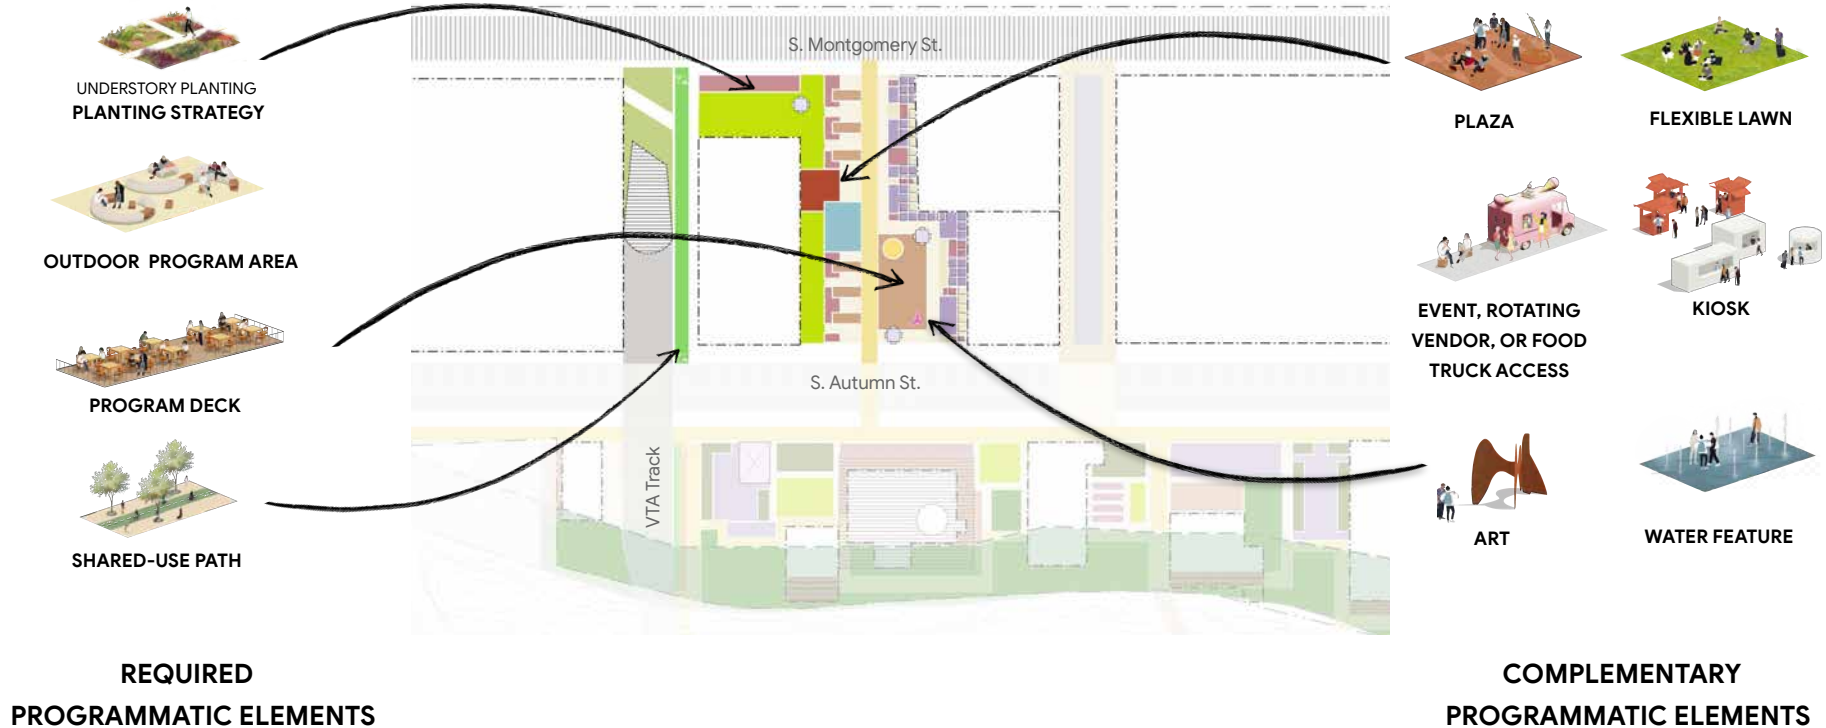 UNDERSTORY PLANTING
PLANTING STRATEGY
OUTDOOR PROGRAM AREA
PROGRAM DECK
SHARED-USE PATH
REQUIRED
PROGRAMMATIC ELEMENTS
S. Montgomery St.
S. Autumn St.
VTA Track
PLAZA
FLEXIBLE LAWN
EVENT, ROTATING
VENDOR, OR FOOD
TRUCK ACCESS
KIOSK
ART
WATER FEATURE
COMPLEMENTARY
PROGRAMMATIC ELEMENTS